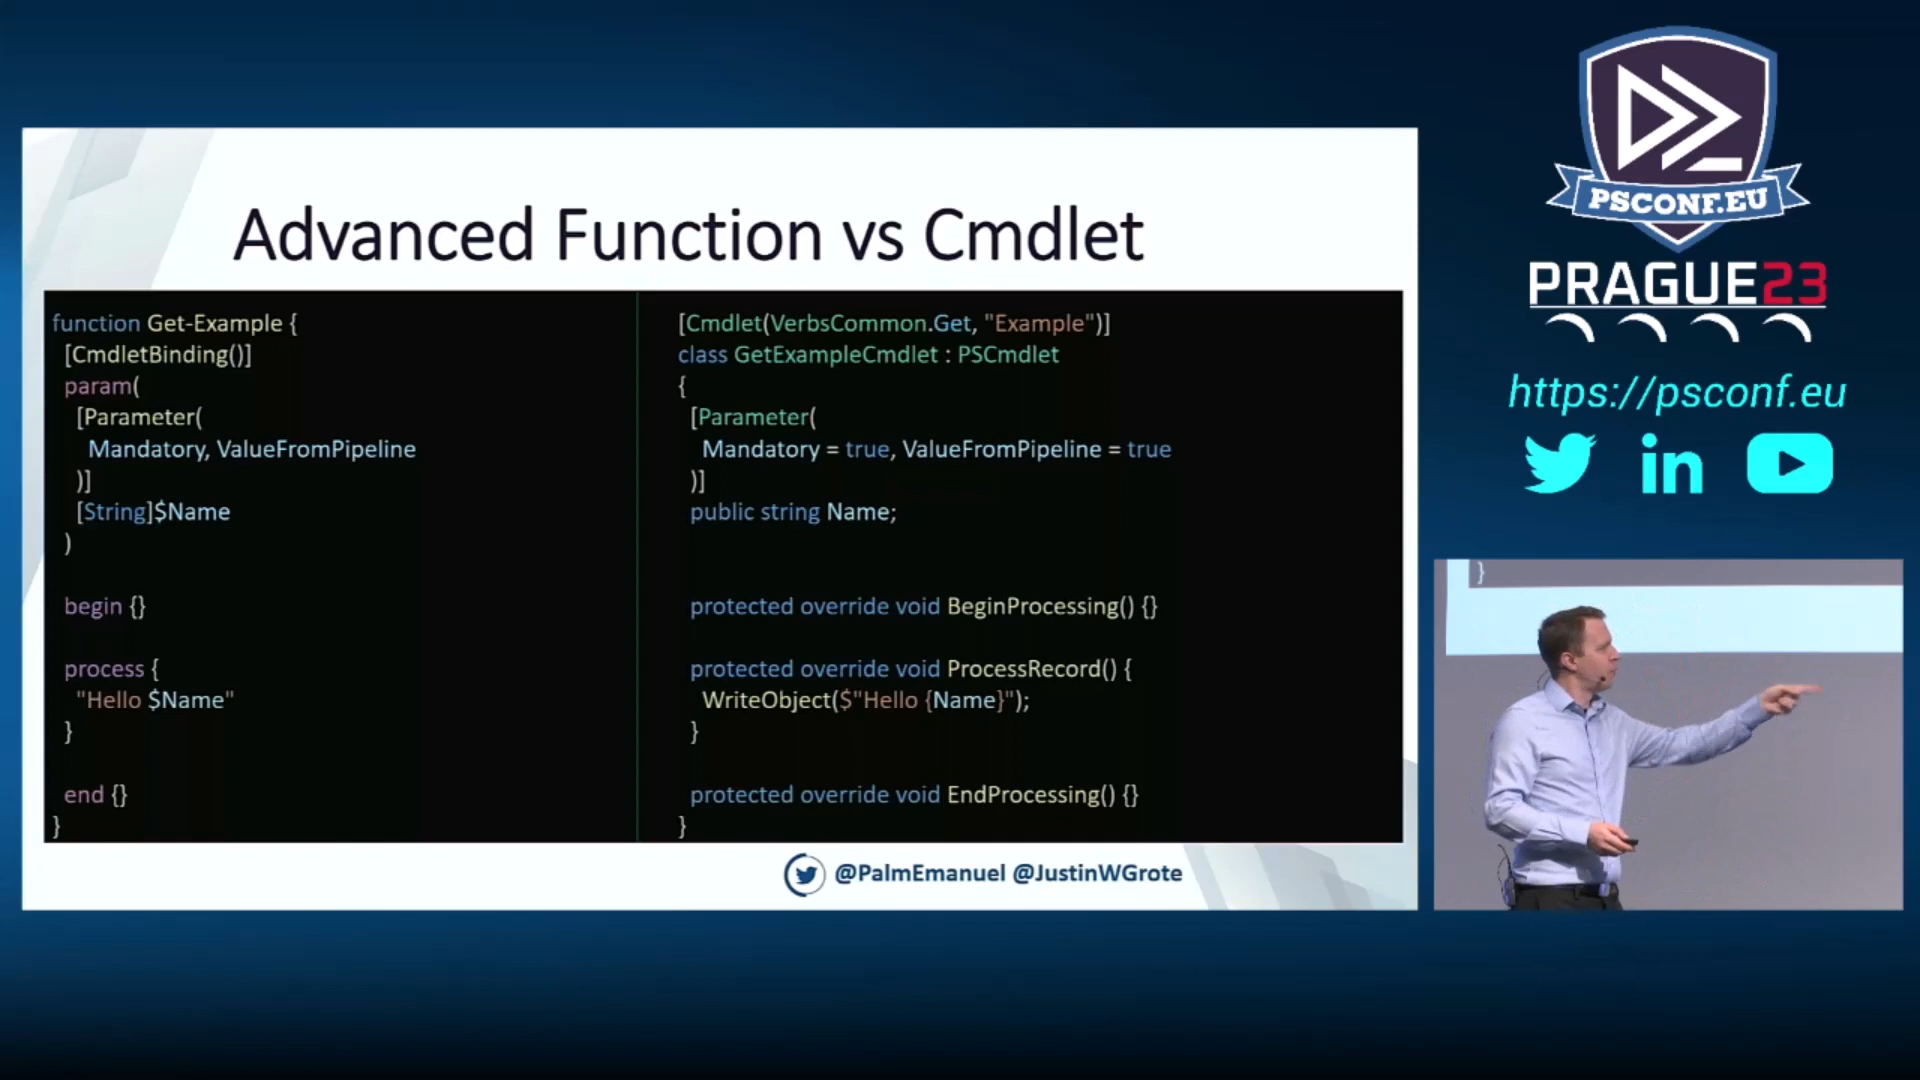 Advanced Function vs Cmdlet
function Get-Example {
[CmdletBinding()]
param(
[Parameter(
Mandatory, ValueFromPipeline
)]
[String]$Name
)
begin {}
process {
"Hello $Name"
}
end {}
}
[Cmdlet(VerbsCommon.Get, "Example")]
class GetExampleCmdlet : PSCmdlet
{
[Parameter(
Mandatory = true, ValueFromPipeline = true
)]
public string Name;
protected override void BeginProcessing() {}
protected override void ProcessRecord() {
WriteObject($"Hello {Name}");
}
protected override void EndProcessing() {}
}
@PalmEmanuel @JustinWGrote
PSCONF.EU
PRAGUE23
https://psconf.eu
in
}